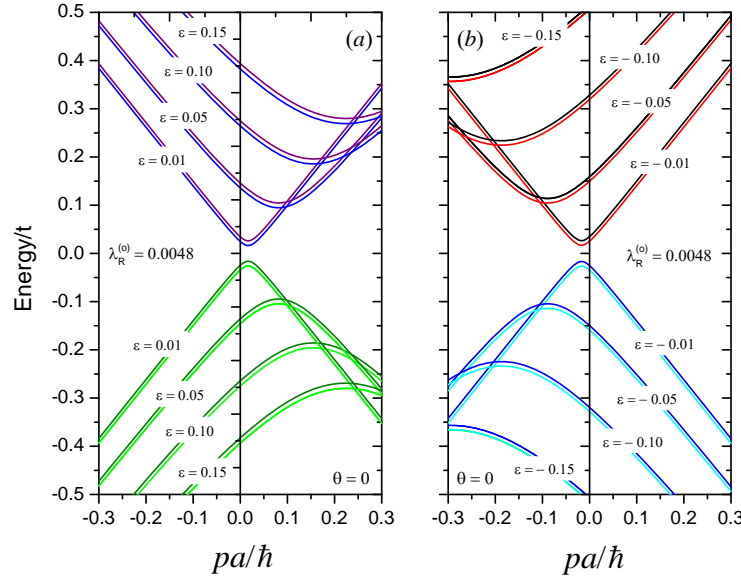 0.5
0.4
0.3
0.2
0.1
0.0
-0.1
-0.2
-0.3
-0.4
-0.5
Energy/t
(a)
ε = 0.15
ε = 0.10
ε = 0.05
ε = 0.01
λ_R^(o) = 0.0048
ε = 0.01
ε = 0.05
ε = 0.10
ε = 0.15
θ = 0
-0.3 -0.2 -0.1 0.0 0.1 0.2 0.3
pa/ħ
(b)
ε = -0.15
ε = -0.10
ε = -0.05
ε = -0.01
λ_R^(o) = 0.0048
ε = -0.01
ε = -0.05
ε = -0.10
ε = -0.15
θ = 0
-0.3 -0.2 -0.1 0.0 0.1 0.2 0.3
pa/ħ